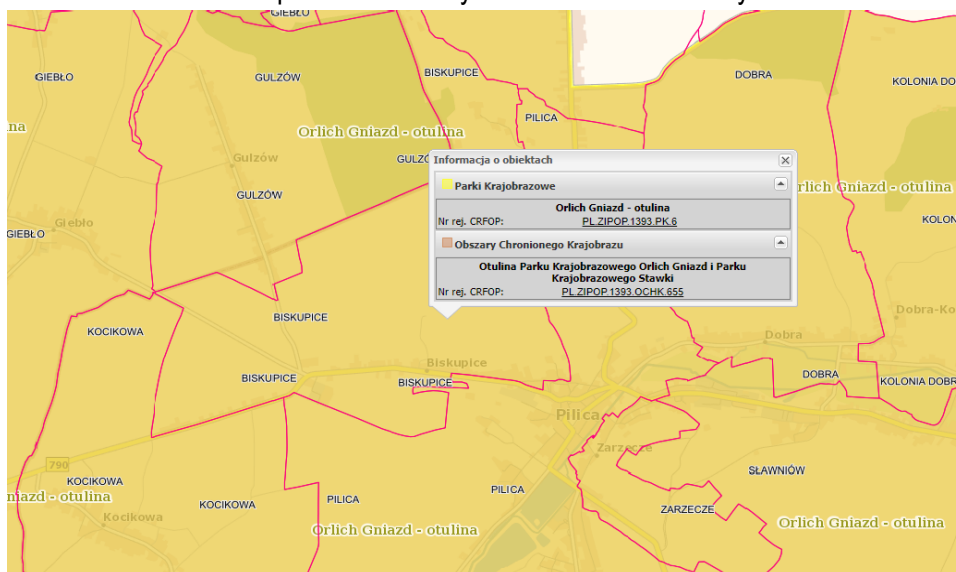 GIEBŁO
GIEBŁO
GULZÓW
BISKUPICE
DOBRA
KOLONIA DO
PILICA
na
Orlich Gniazd - otulina
Gulzów
GULZÓ
Informacja o obiektach
Parki Krajobrazowe
Orlich Gniazd - otulina
Nr rej. CRFOP: PL.ZIPOP.1393.PK.6
Obszary Chronionego Krajobrazu
Otulina Parku Krajobrazowego Orlich Gniazd i Parku
Krajobrazowego Stawki
Nr rej. CRFOP: PL.ZIPOP.1393.OCHK.655
rlich Gniazd - otulina
GULZÓW
KOLON
Giebło
GIEBŁO
Dobra-Ko
BISKUPICE
KOCIKOWA
Dobra
Biskupice
BISKUPICE
BISKUPICE
DOBRA
KOLONIA DOBR
Pilica
Zarzecze
790
SŁAWNIÓW
KOCIKOWA
niazd - otulina
KOCIKOWA
PILICA
PILICA
ZARZECZE
Kocikowa
Orlich Gniazd - otulina
Orlich Gniazd - otulina